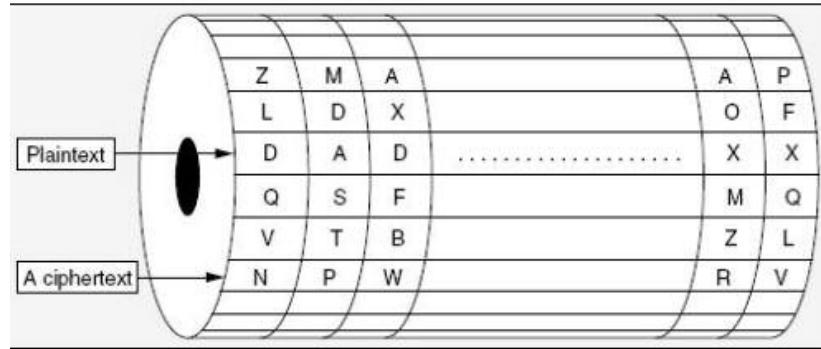 Z M A A P
L D X O F
Plaintext D A D .................... X X
Q S F M Q
V T B Z L
A ciphertext N P W R V